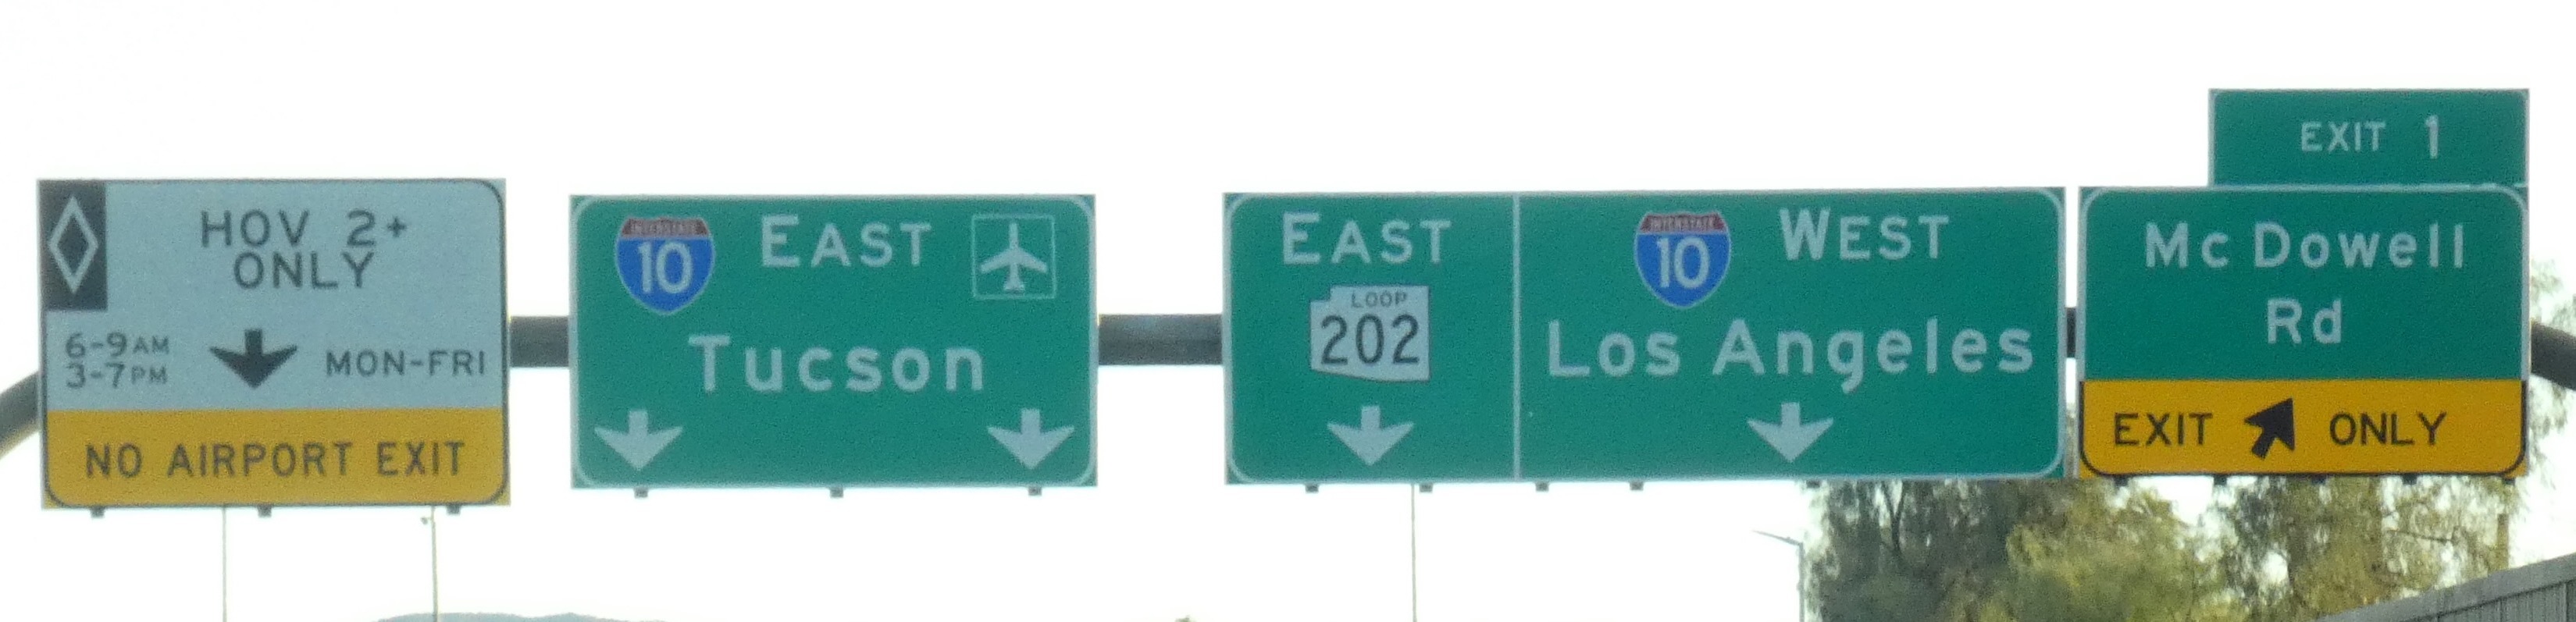 HOV 2+
ONLY
6-9AM
3-7PM
MON-FRI
NO AIRPORT EXIT
INTERSTATE
10
EAST
Tucson
EAST
LOOP
202
INTERSTATE
10
WEST
Los Angeles
EXIT 1
Mc Dowell
Rd
EXIT ONLY